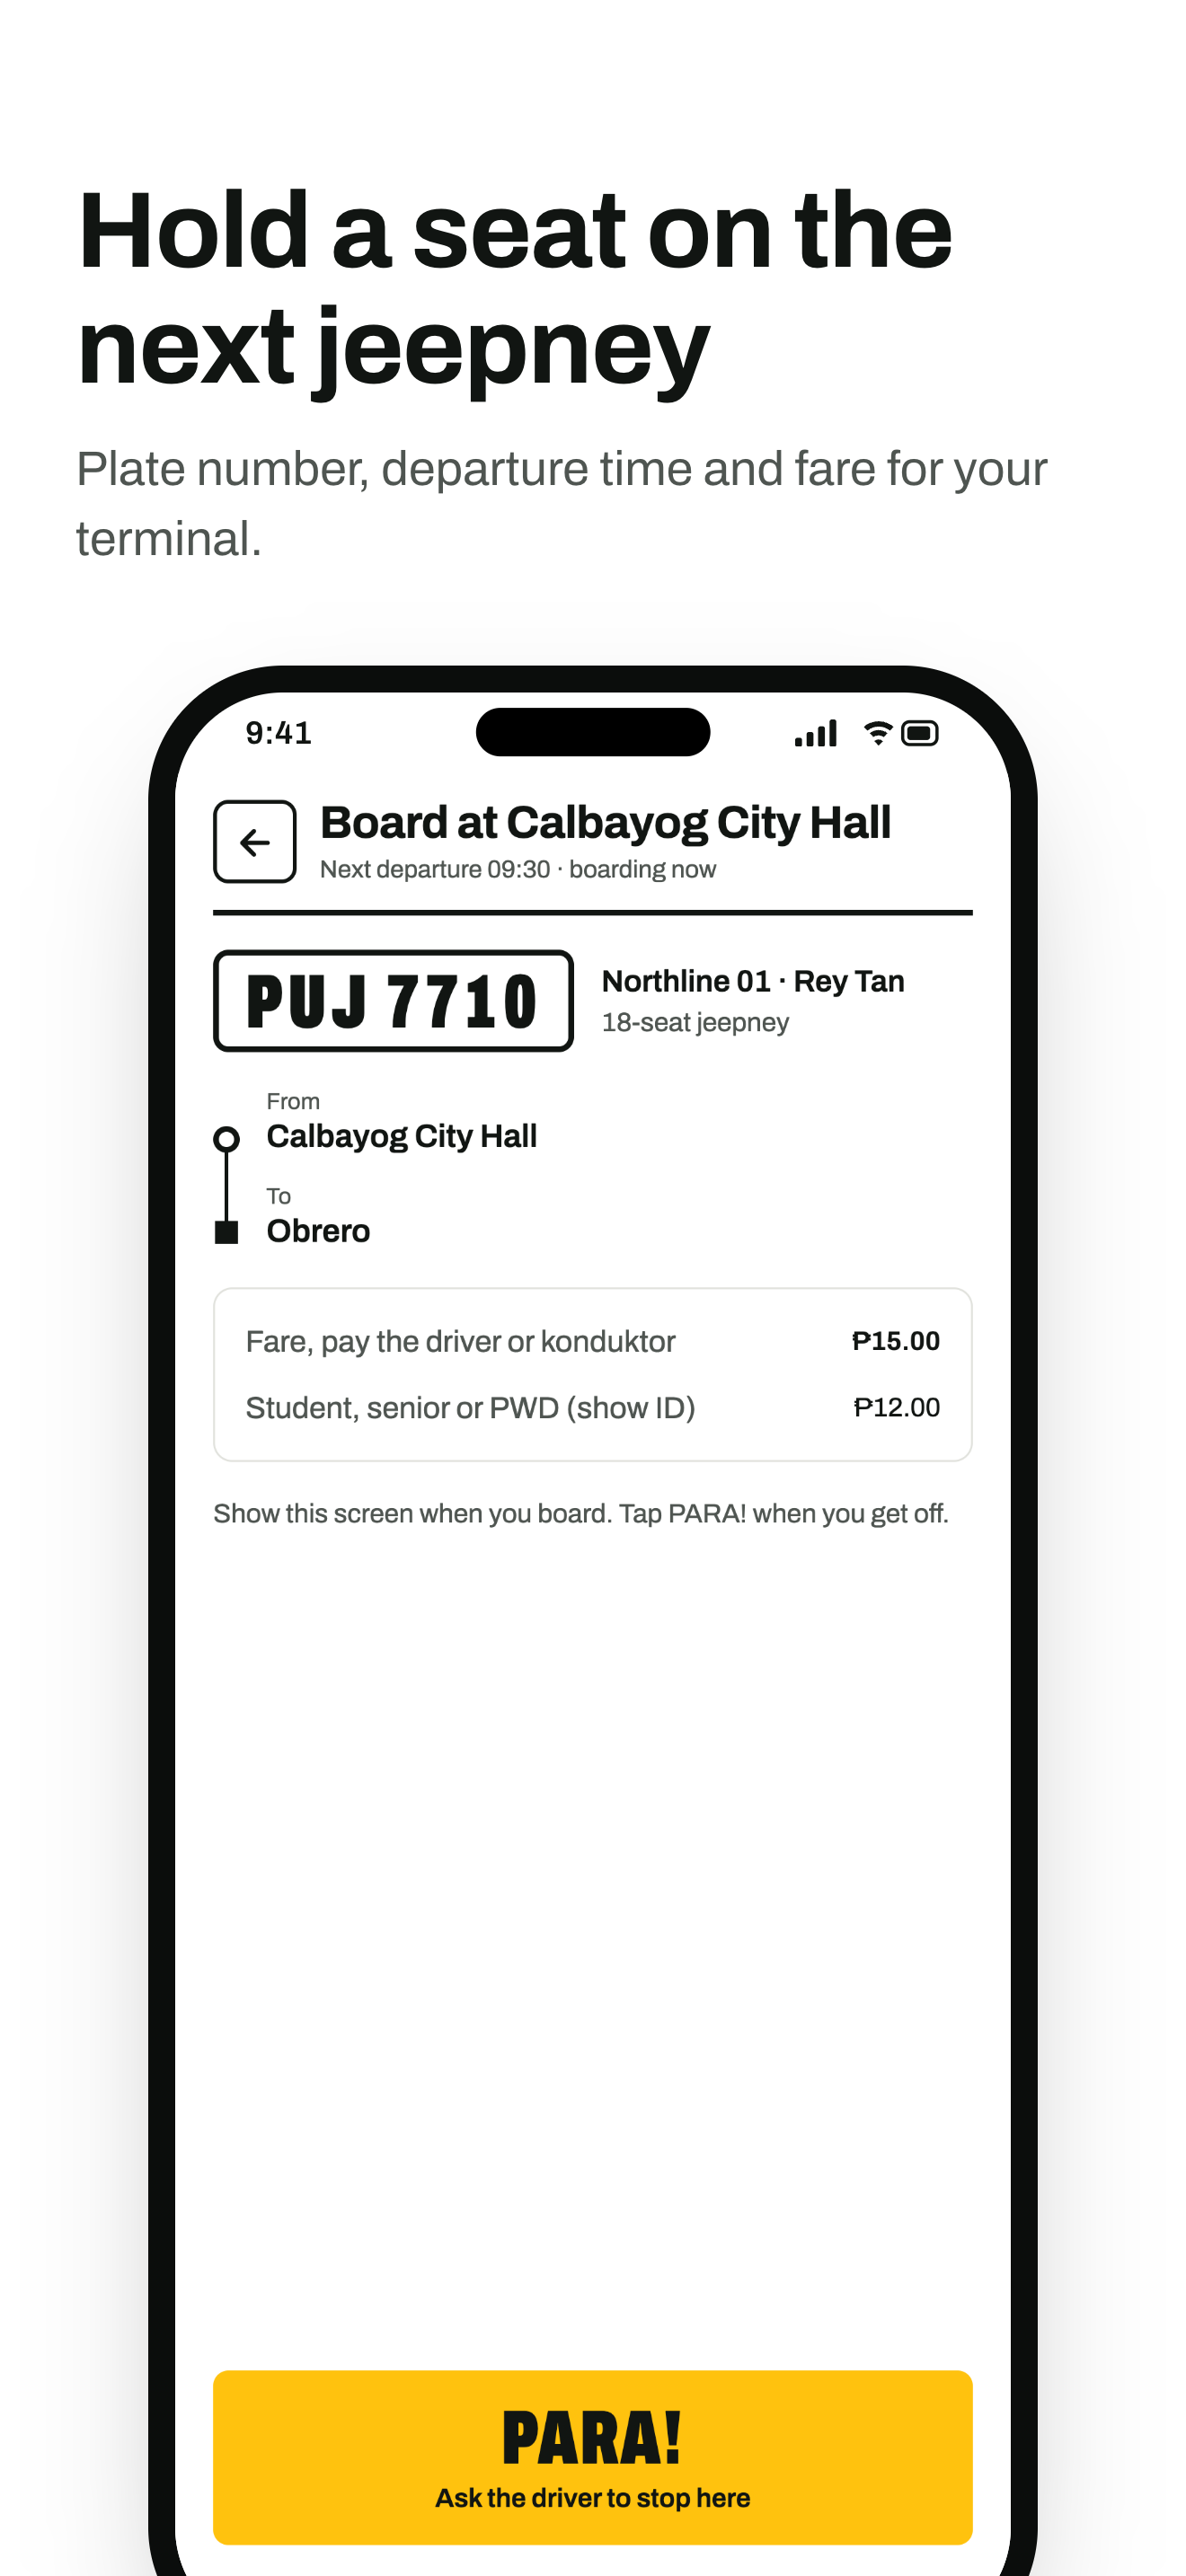 Hold a seat on the
next jeepney
Plate number, departure time and fare for your
terminal.
9:41
Board at Calbayog City Hall
Next departure 09:30 · boarding now
PUJ 7710
Northline 01 · Rey Tan
18-seat jeepney
From
Calbayog City Hall
To
Obrero
Fare, pay the driver or konduktor ₱15.00
Student, senior or PWD (show ID) ₱12.00
Show this screen when you board. Tap PARA! when you get off.
PARA!
Ask the driver to stop here